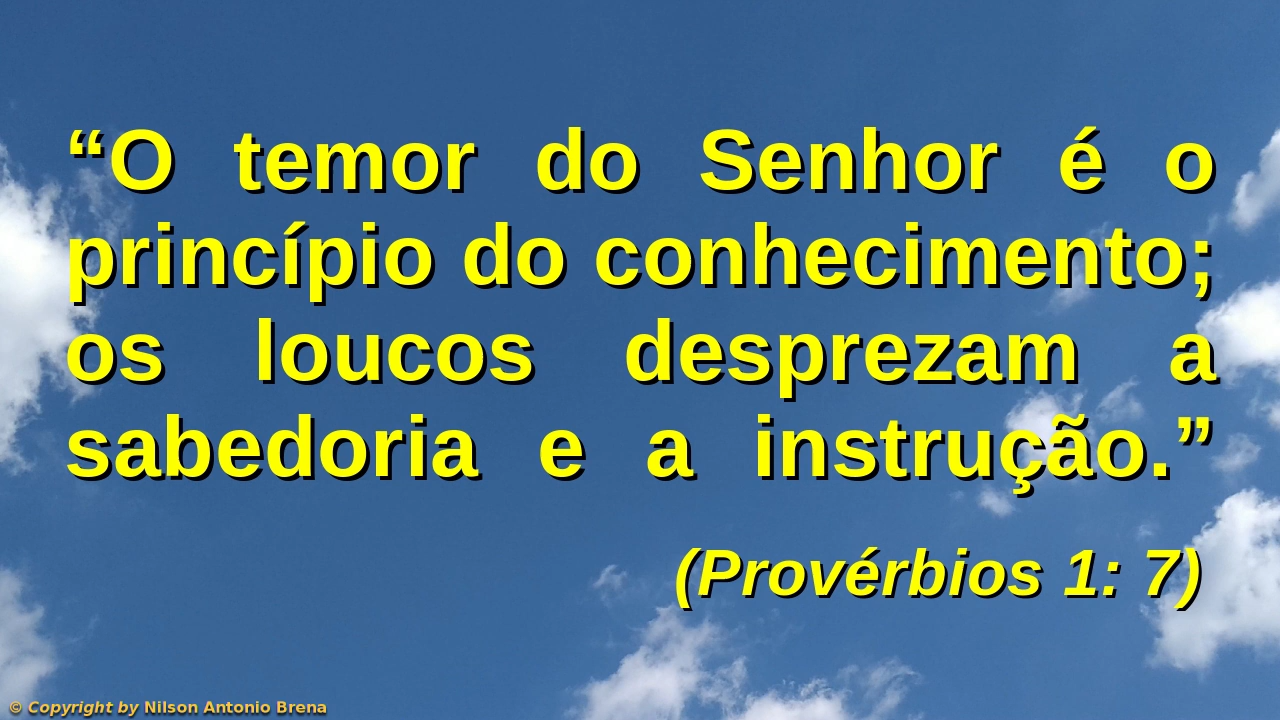 “O temor do Senhor é o
princípio do conhecimento;
os loucos desprezam a
sabedoria e a instrução.”
(Provérbios 1: 7)
© Copyright by Nilson Antonio Brena